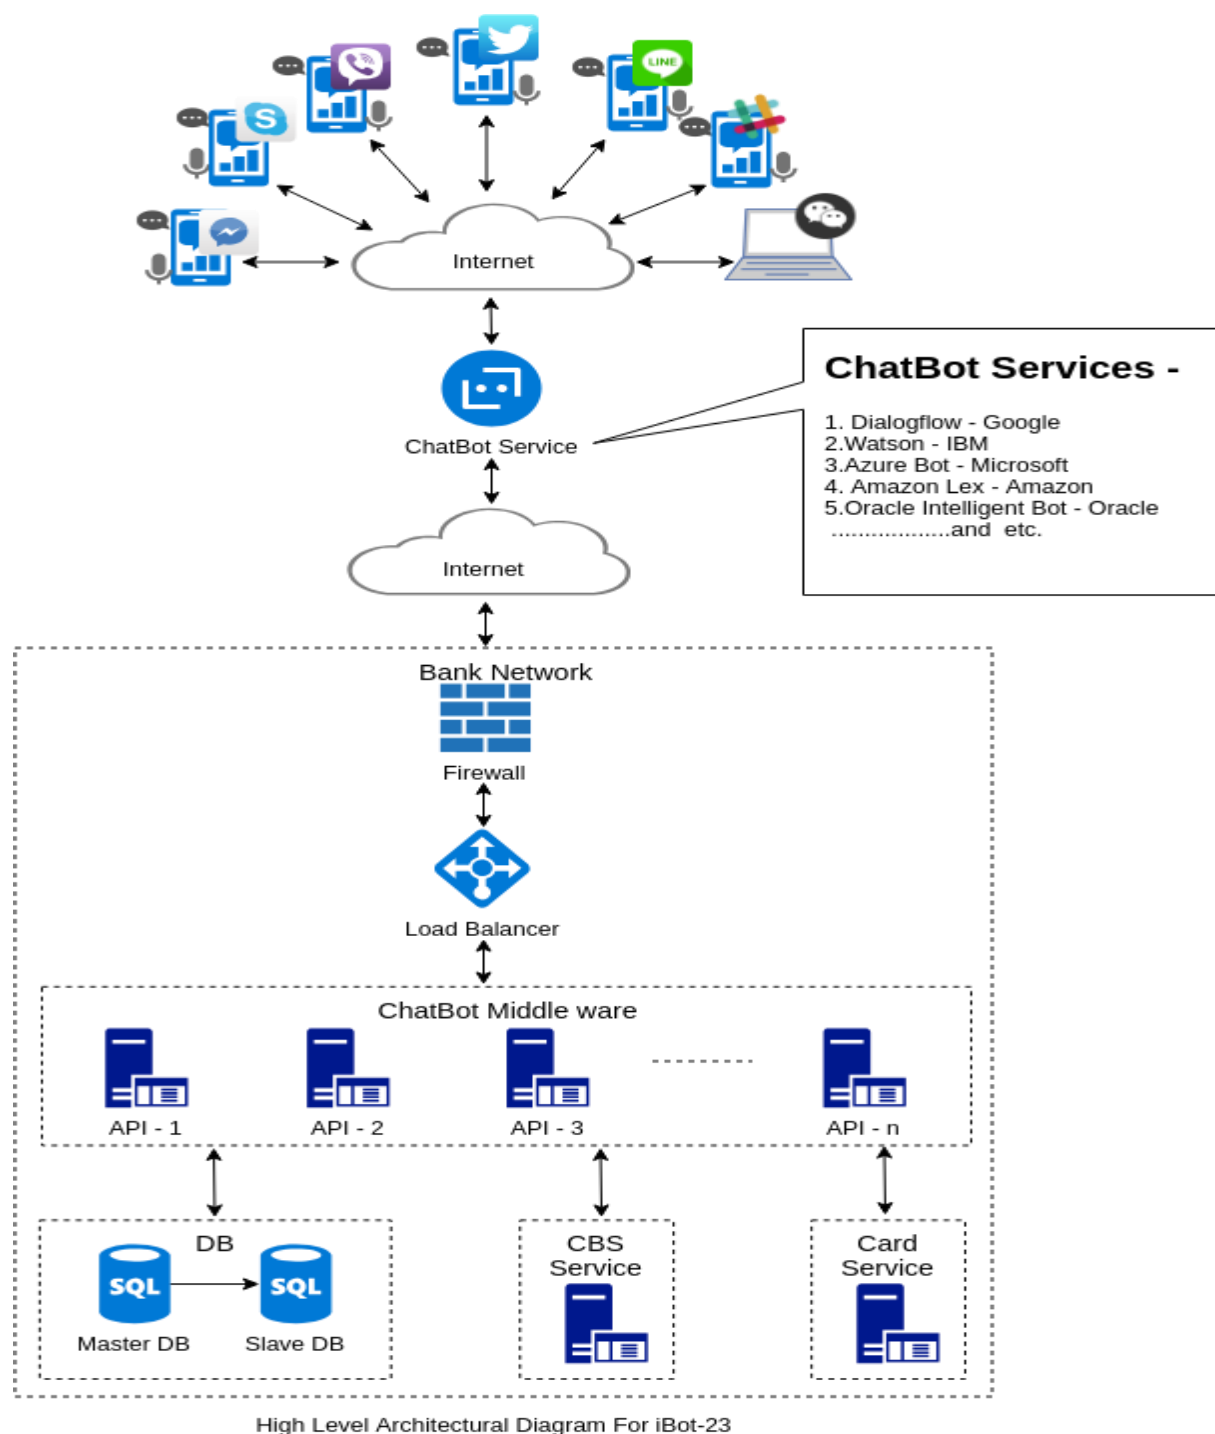 LINE
Internet
ChatBot Service
ChatBot Services -
1. Dialogflow - Google
2.Watson - IBM
3.Azure Bot - Microsoft
4. Amazon Lex - Amazon
5.Oracle Intelligent Bot - Oracle
..................and etc.
Internet
Bank Network
Firewall
Load Balancer
ChatBot Middle ware
API - 1
API - 2
API - 3
API - n
DB
SQL
SQL
Master DB
Slave DB
CBS
Service
Card
Service
High Level Architectural Diagram For iBot-23